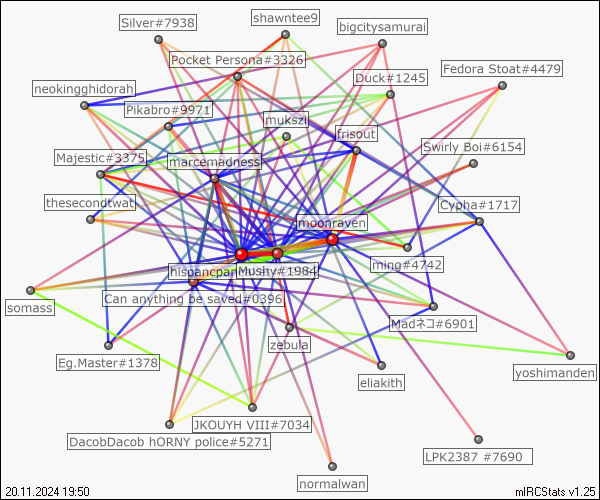 Silver#7938
shawntee9
bigcitysamurai
Pocket Persona#3326
Duck#1245
Fedora Stoat#4479
neokingghidorah
Pikabro#9971
mukszi
frisout
Swirly Boi#6154
Majestic#3375
marcemadness
thesecondtwat
moonraven
Cypha#1717
hispancpan
Mushy#1984
ming#4742
somass
Can anything be saved#0396
Madネコ#6901
zebula
Eg.Master#1378
eliakith
yoshimanden
JKOUYH VIII#7034
DacobDacob hORNY police#5271
LPK2387 #7690
normalwan
20.11.2024 19:50
mIRCStats v1.25